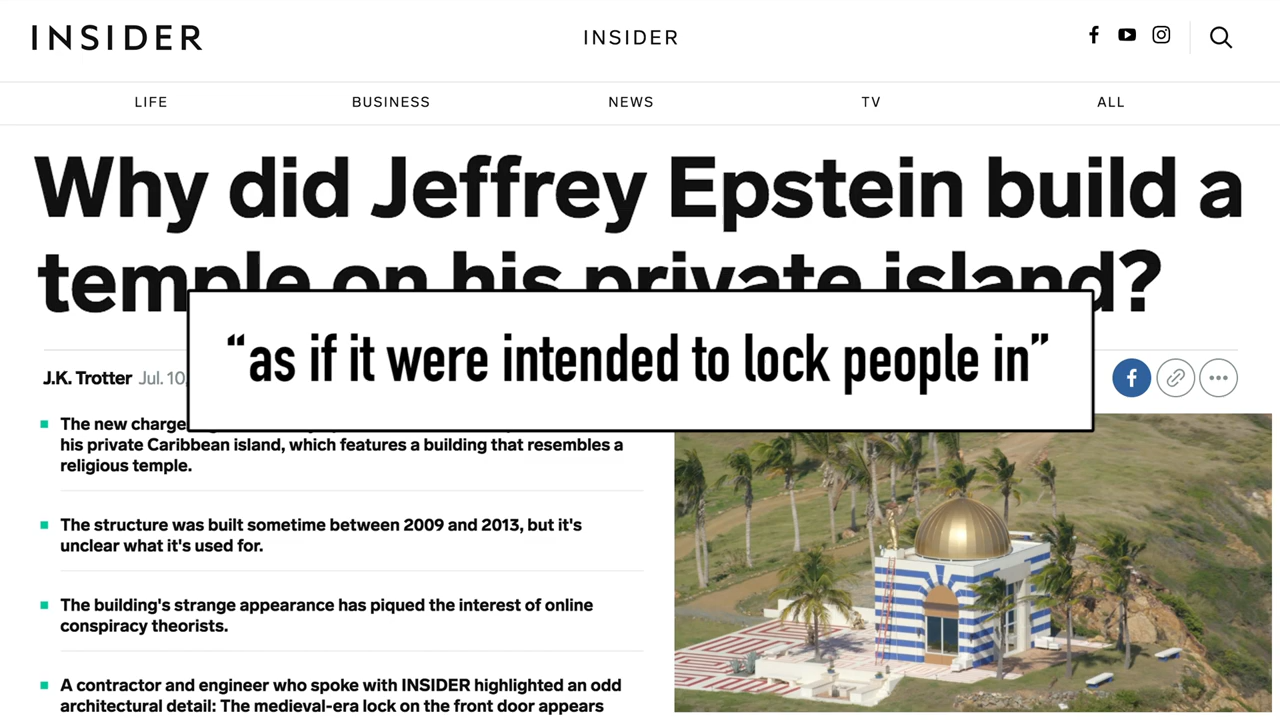 INSIDER
INSIDER
LIFE BUSINESS NEWS TV ALL
Why did Jeffrey Epstein build a
temple on his private island?
“as if it were intended to lock people in”
J.K. Trotter Jul. 10,
The new charge
his private Caribbean island, which features a building that resembles a
religious temple.
The structure was built sometime between 2009 and 2013, but it's
unclear what it's used for.
The building's strange appearance has piqued the interest of online
conspiracy theorists.
A contractor and engineer who spoke with INSIDER highlighted an odd
architectural detail: The medieval-era lock on the front door appears